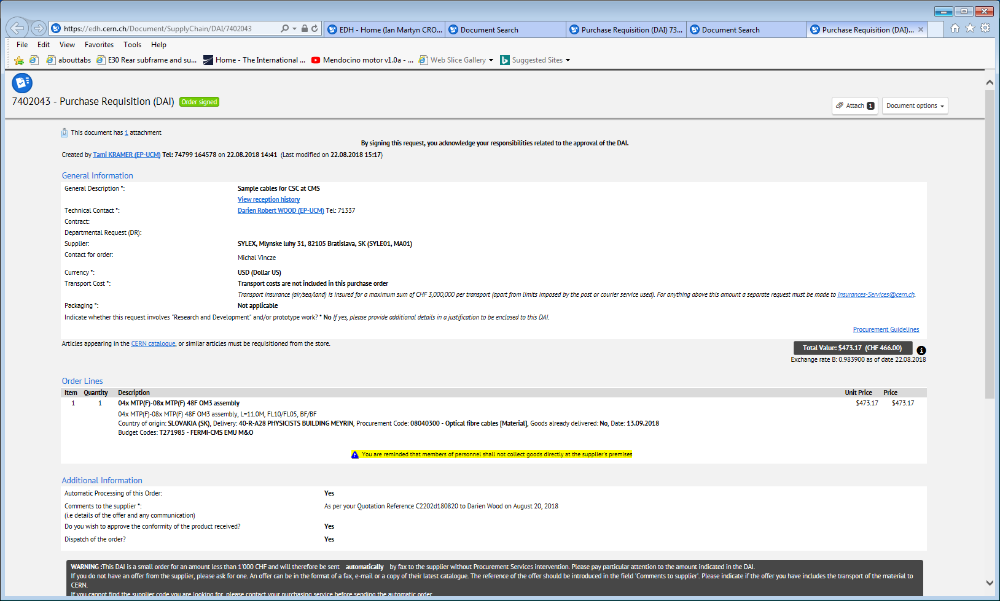 https://edh.cern.ch/Document/SupplyChain/DAI/7402043
EDH - Home (Ian Martyn CRO...
Document Search
Purchase Requisition (DAI) 73...
Document Search
Purchase Requisition (DAI)...
File Edit View Favorites Tools Help
abouttabs
E30 Rear subframe and su...
Home - The International ...
Mendocino motor v1.0a - ...
Web Slice Gallery
Suggested Sites
7402043 - Purchase Requisition (DAI) Order signed
Attach 1
Document options
This document has 1 attachment
By signing this request, you acknowledge your responsibilities related to the approval of the DAI.
Created by Tami KRAMER (EP-UCM) Tel: 74799 164578 on 22.08.2018 14:41 (Last modified on 22.08.2018 15:17)
General Information
General Description *: Sample cables for CSC at CMS
View reception history
Technical Contact *: Darien Robert WOOD (EP-UCM) Tel: 71337
Contract:
Departmental Request (DR):
Supplier: SYLEX, Mlynske luhy 31, 82105 Bratislava, SK (SYLE01, MA01)
Contact for order: Michal Vincze
Currency *: USD (Dollar US)
Transport Cost *: Transport costs are not included in this purchase order
Transport insurance (air/sea/land) is insured for a maximum sum of CHF 3,000,000 per transport (apart from limits imposed by the post or courier service used). For anything above this amount a separate request must be made to Insurances-Services@cern.ch.
Packaging *: Not applicable
Indicate whether this request involves "Research and Development" and/or prototype work? * No If yes, please provide additional details in a justification to be enclosed to this DAI.
Procurement Guidelines
Articles appearing in the CERN catalogue, or similar articles must be requisitioned from the store.
Total Value: $473.17 (CHF 466.00)
Exchange rate B: 0.983900 as of date 22.08.2018
Order Lines
Item Quantity Description Unit Price Price
1 1 04x MTP(F)-08x MTP(F) 48F OM3 assembly $473.17 $473.17
04x MTP(F)-08x MTP(F) 48F OM3 assembly, L=11.0M, FL10/FL05, BF/BF
Country of origin: SLOVAKIA (SK), Delivery: 40-R-A28 PHYSICISTS BUILDING MEYRIN, Procurement Code: 08040300 - Optical fibre cables [Material], Goods already delivered: No, Date: 13.09.2018
Budget Codes: T271985 - FERMI-CMS EMU M&O
You are reminded that members of personnel shall not collect goods directly at the supplier's premises
Additional Information
Automatic Processing of this Order: Yes
Comments to the supplier *: As per your Quotation Reference C2202d180820 to Darien Wood on August 20, 2018
(i.e details of the offer and any communication)
Do you wish to approve the conformity of the product received? Yes
Dispatch of the order? Yes
WARNING :This DAI is a small order for an amount less than 1'000 CHF and will therefore be sent automatically by fax to the supplier without Procurement Services intervention. Please pay particular attention to the amount indicated in the DAI.
If you do not have an offer from the supplier, please ask for one. An offer can be in the format of a fax, e-mail or a copy of their latest catalogue. The reference of the offer should be introduced in the field 'Comments to supplier'. Please indicate if the offer you have includes the transport of the material to
CERN.
If you cannot find the supplier code you are looking for, please contact your purchasing service before sending the automatic order